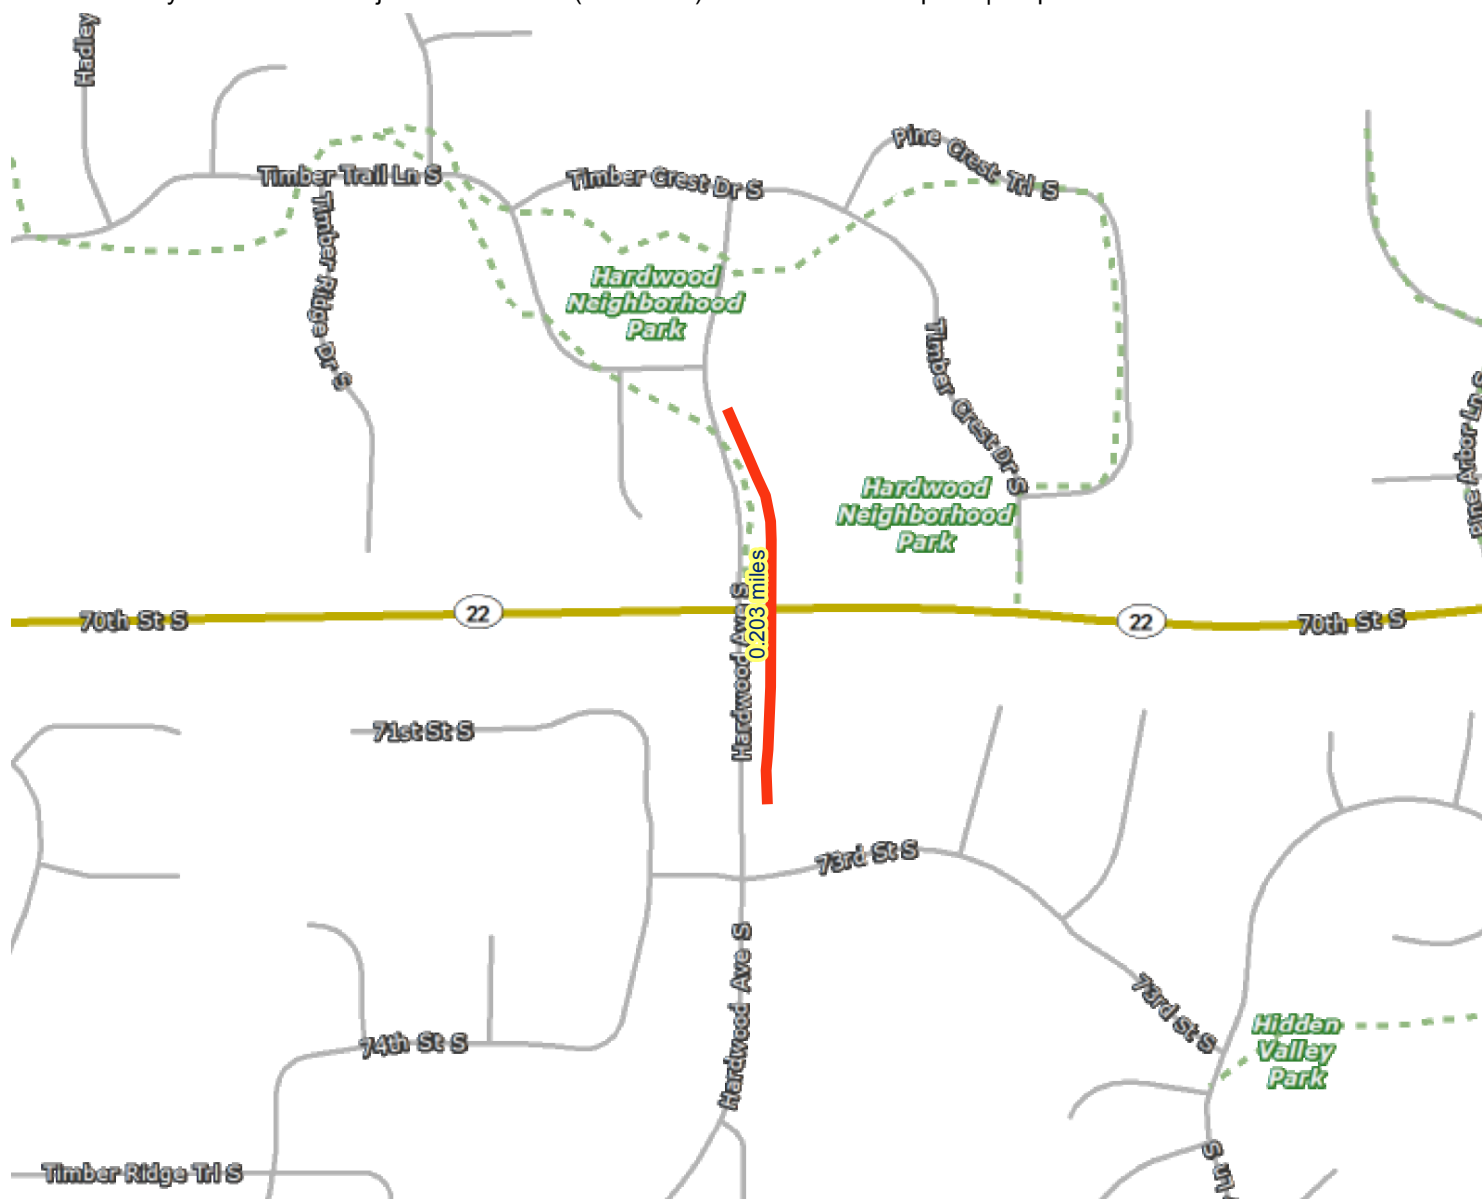 Hadley
Pine Crest Trl S
Timber Trail Ln S
Timber Crest Dr S
Timber Ridge Dr S
Hardwood
Neighborhood
Park
Timber Crest Dr S
Hardwood
Neighborhood
Park
0.203 miles
Hardwood Ave S
70th St S
22
22
70th St S
71st St S
73rd St S
Hardwood Ave S
73rd St S
74th St S
Hidden
Valley
Park
Timber Ridge Trl S
Ln S